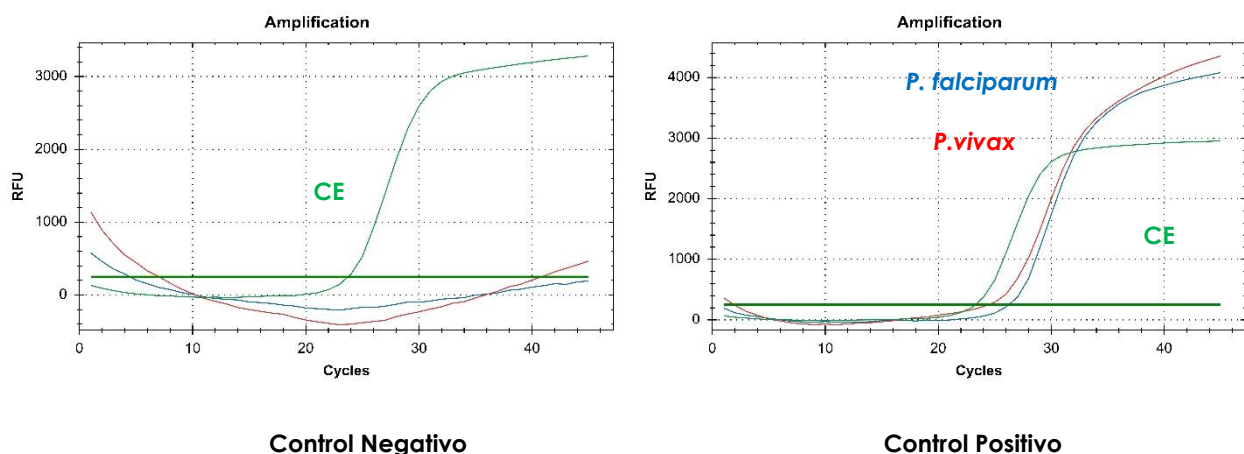 Amplification
3000
2000
1000
0
RFU
CE
0
10
20
30
40
Cycles
Control Negativo
Amplification
4000
3000
2000
1000
0
RFU
P. falciparum
P.vivax
CE
0
10
20
30
40
Cycles
Control Positivo